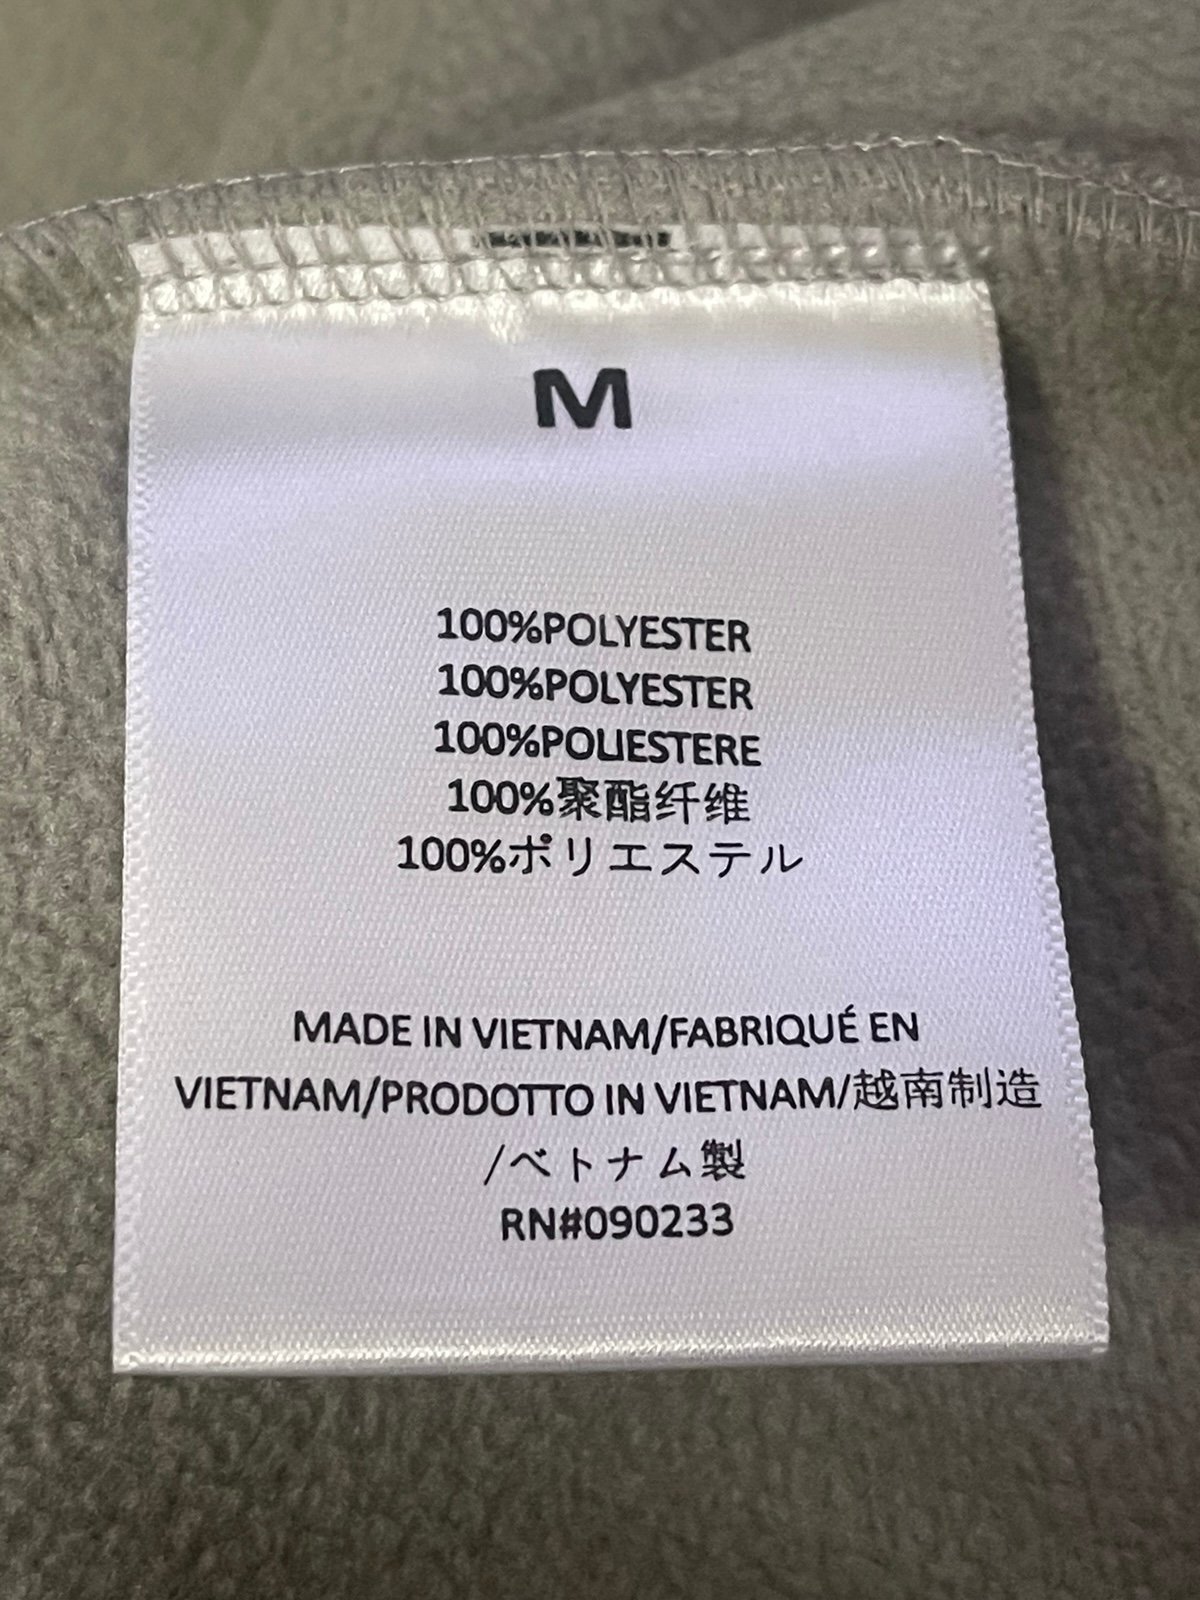 M
100%POLYESTER
100%POLYESTER
100%POLIESTERE
100%聚酯纤维
100%ポリエステル
MADE IN VIETNAM/FABRIQUÉ EN
VIETNAM/PRODOTTO IN VIETNAM/越南制造
/ベトナム製
RN#090233